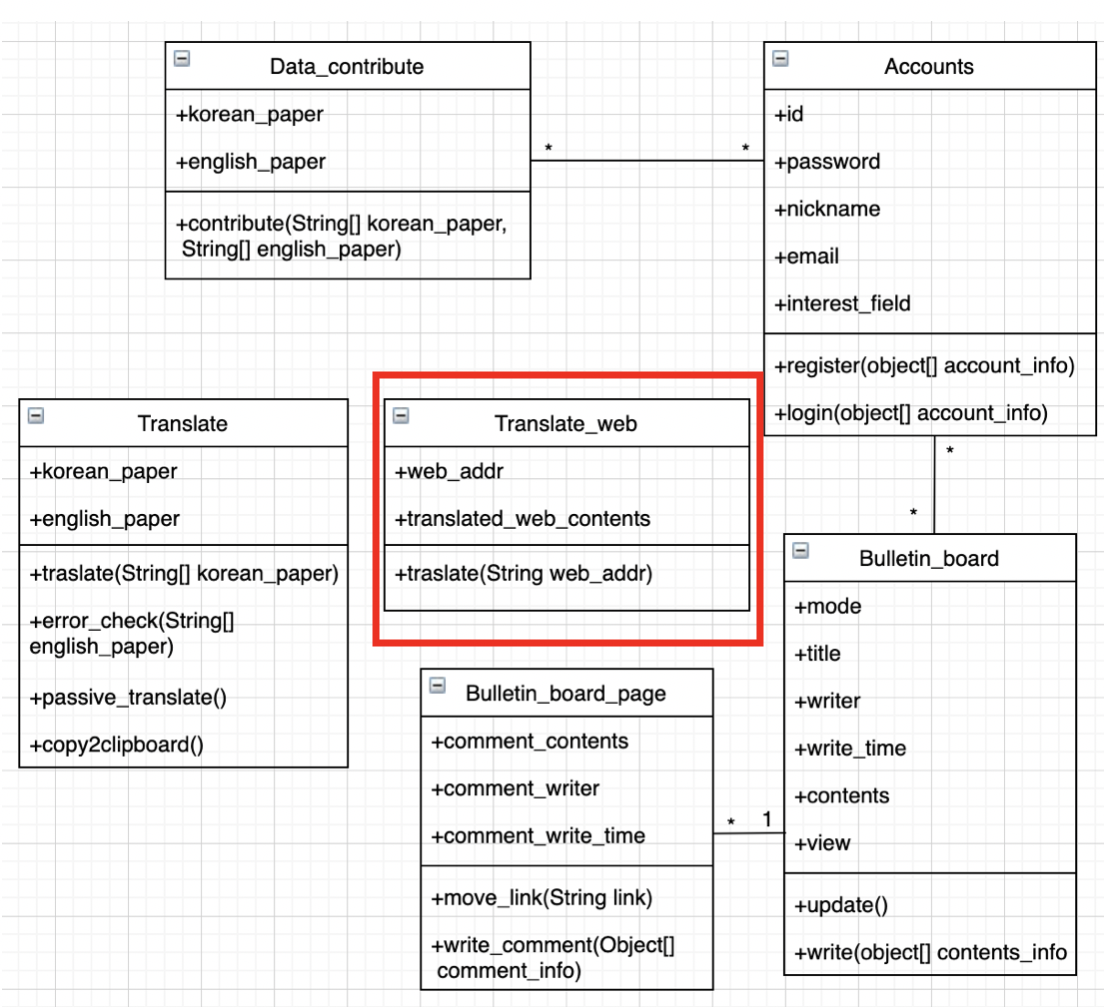 Data_contribute
+korean_paper
+english_paper
+contribute(String[] korean_paper,
String[] english_paper)
*
*
Accounts
+id
+password
+nickname
+email
+interest_field
+register(object[] account_info)
+login(object[] account_info)
Translate
+korean_paper
+english_paper
+traslate(String[] korean_paper)
+error_check(String[]
english_paper)
+passive_translate()
+copy2clipboard()
Translate_web
+web_addr
+translated_web_contents
+traslate(String web_addr)
*
*
Bulletin_board
+mode
+title
+writer
+write_time
+contents
+view
+update()
+write(object[] contents_info
Bulletin_board_page
+comment_contents
+comment_writer
+comment_write_time
+move_link(String link)
+write_comment(Object[]
comment_info)
* 1